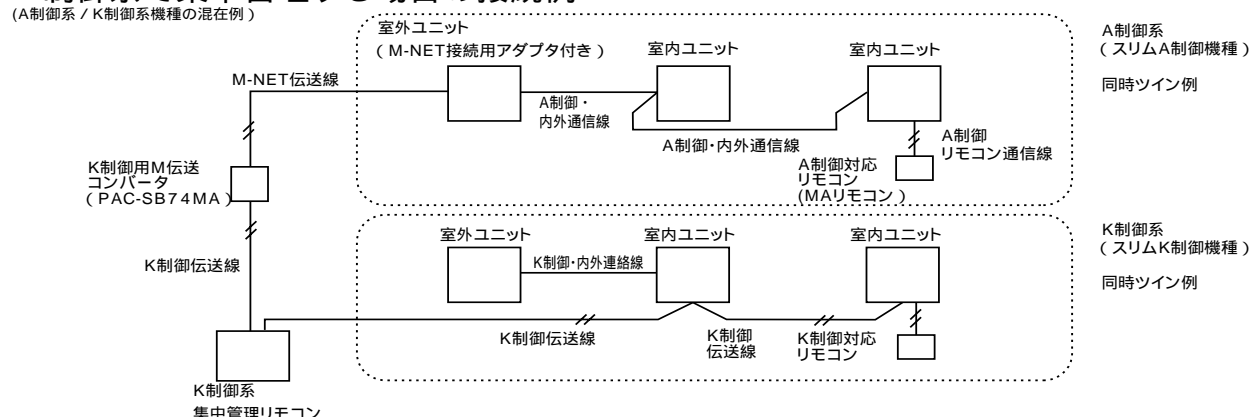 (A制御系/K制御系機種の混在例)
室外ユニット
(M-NET接続用アダプタ付き)
室内ユニット
室内ユニット
A制御系
(スリムA制御機種)
同時ツイン例
M-NET伝送線
A制御・
内外通信線
A制御・内外通信線
A制御
リモコン通信線
A制御対応
リモコン
(MAリモコン)
K制御用M伝送
コンバータ
(PAC-SB74MA)
K制御伝送線
室外ユニット
室内ユニット
室内ユニット
K制御系
(スリムK制御機種)
同時ツイン例
K制御・内外連絡線
K制御伝送線
K制御
伝送線
K制御対応
リモコン
K制御系
集中管理リモコン